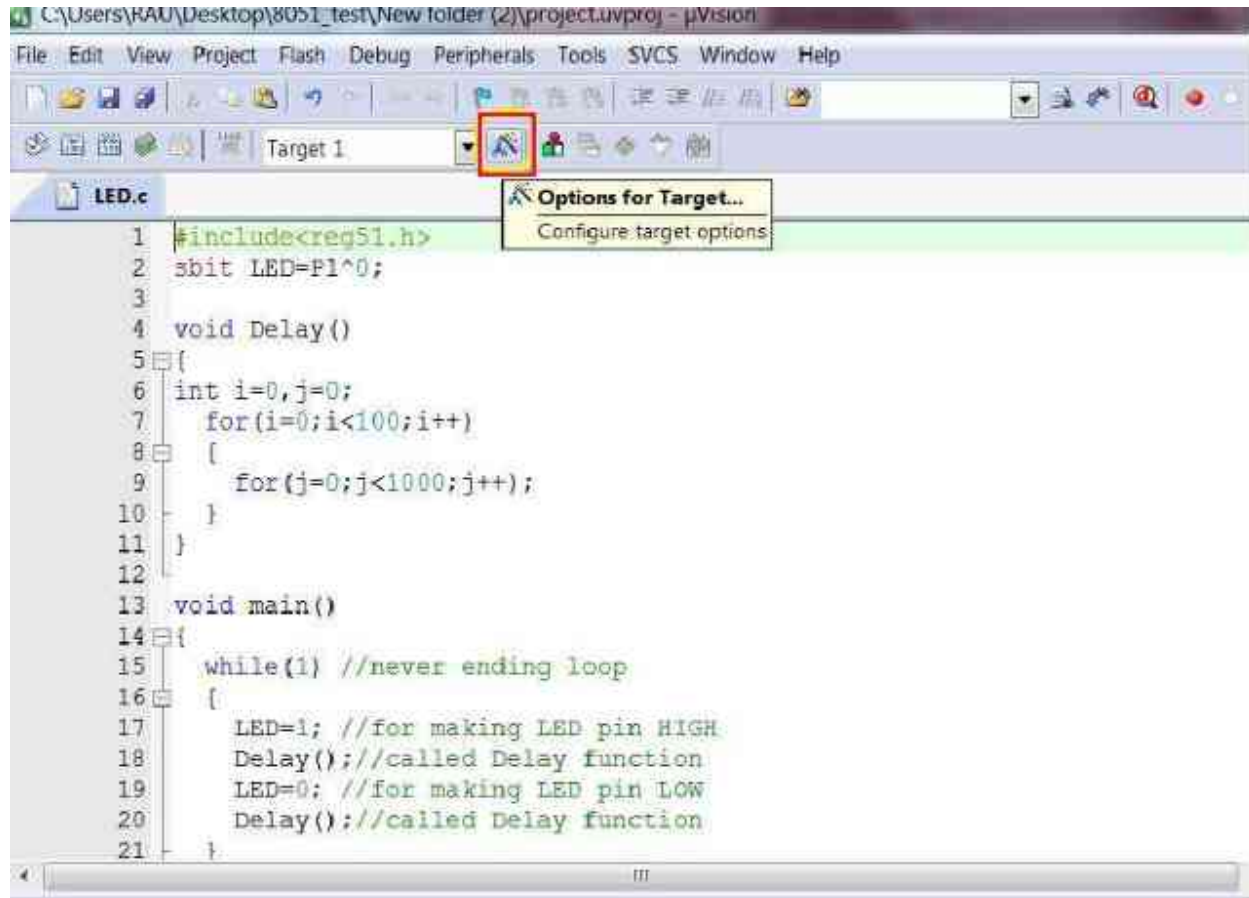 C:\Users\RAU\Desktop\8051_test\New folder (2)\project.uvproj - µVision
File Edit View Project Flash Debug Peripherals Tools SVCS Window Help
Target 1
LED.c
Options for Target...
Configure target options
1 #include<reg51.h>
2 sbit LED=P1^0;
3
4 void Delay()
5 {
6 int i=0,j=0;
7 for(i=0;i<100;i++)
8 {
9 for(j=0;j<1000;j++);
10 }
11 }
12
13 void main()
14 {
15 while(1) //never ending loop
16 {
17 LED=1; //for making LED pin HIGH
18 Delay();//called Delay function
19 LED=0; //for making LED pin LOW
20 Delay();//called Delay function
21 }